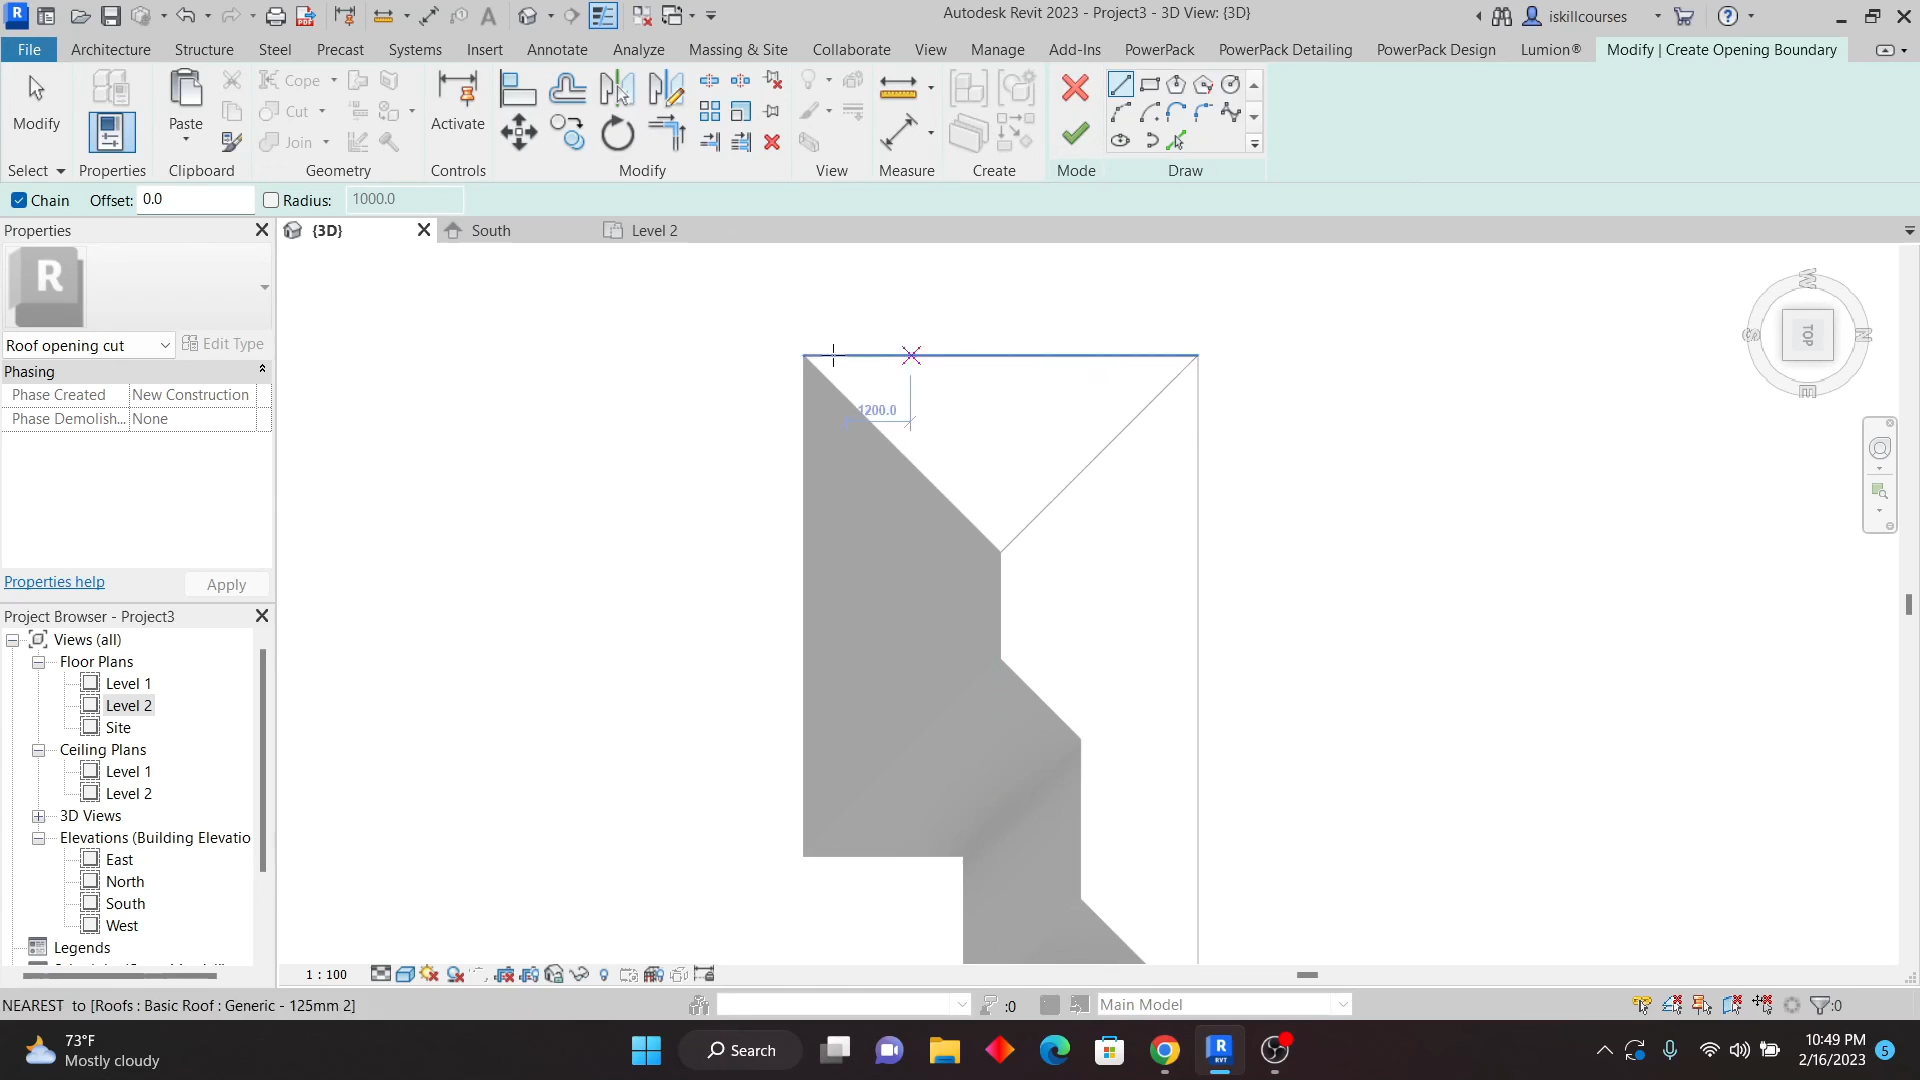 Autodesk Revit 2023 - Project3 - 3D View: {3D}
iskillcourses
File Architecture Structure Steel Precast Systems Insert Annotate Analyze Massing & Site Collaborate View Manage Add-Ins PowerPack PowerPack Detailing PowerPack Design Lumion® Modify | Create Opening Boundary
Modify
Paste
Cope
Cut
Join
Activate
Select Properties Clipboard Geometry Controls Modify View Measure Create Mode Draw
Chain Offset: 0.0 Radius: 1000.0
Properties
{3D} South Level 2
R
Roof opening cut Edit Type
Phasing
Phase Created New Construction
Phase Demolish... None
Properties help Apply
Project Browser - Project3
Views (all)
Floor Plans
Level 1
Level 2
Site
Ceiling Plans
Level 1
Level 2
3D Views
Elevations (Building Elevatio
East
North
South
West
Legends
1200.0
TOP
W
N
S
E
1 : 100
NEAREST to [Roofs : Basic Roof : Generic - 125mm 2]
:0
Main Model
:0
73°F
Mostly cloudy
Search
10:49 PM
2/16/2023
5